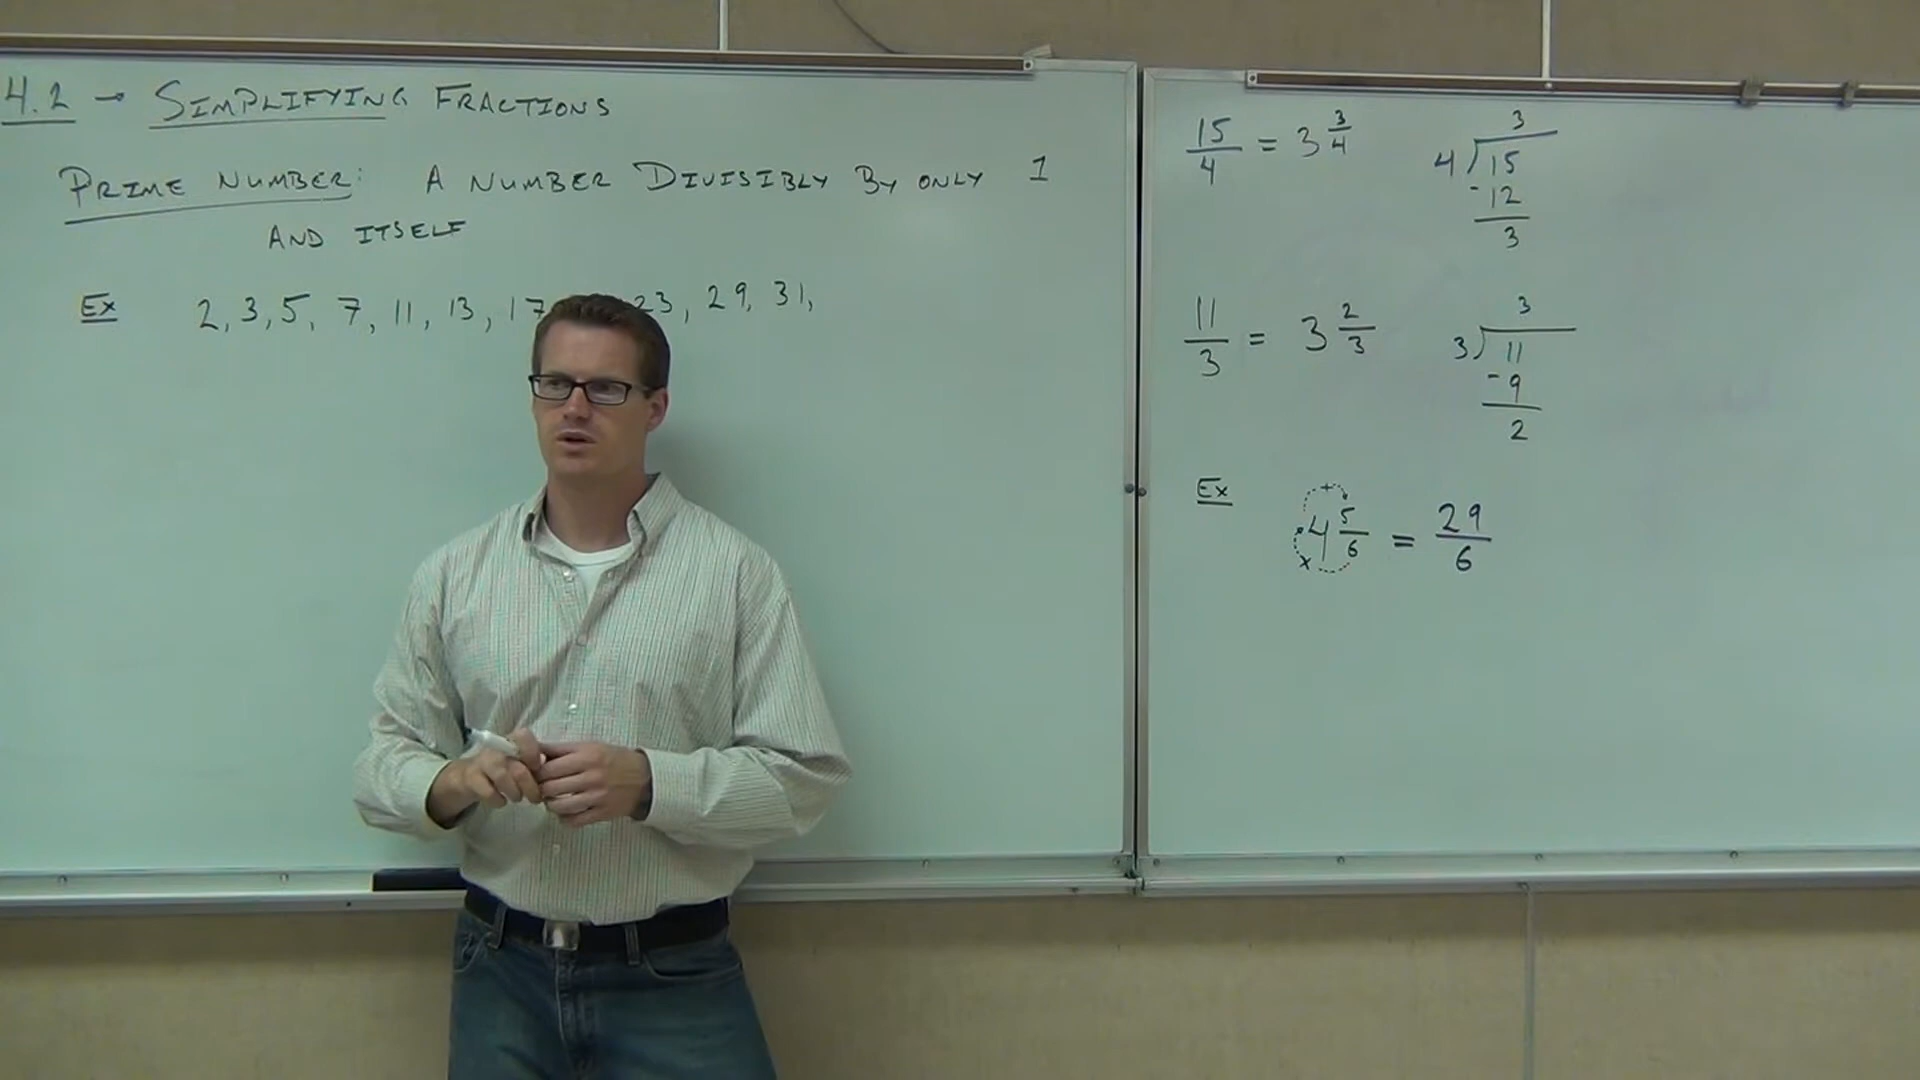 4.2 → SIMPLIFYING FRACTIONS
PRIME NUMBER: A NUMBER DIVISIBLY BY ONLY 1
AND ITSELF
Ex 2, 3, 5, 7, 11, 13, 17 23, 29, 31,
15/4 = 3 3/4
3
4)15
-12
3
11/3 = 3 2/3
3
3)11
-9
2
Ex
+
4 5/6 = 29/6
x